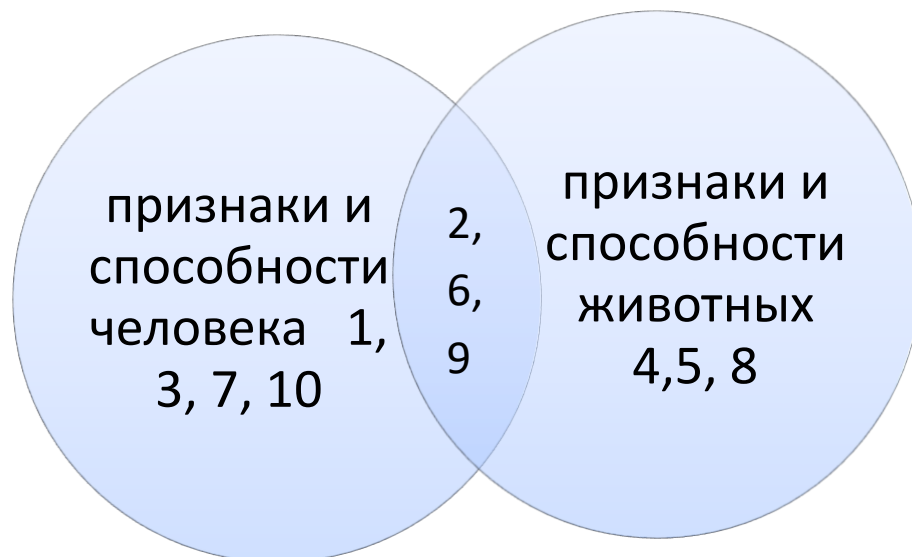 признаки и
способности
человека 1,
3, 7, 10
2,
6,
9
признаки и
способности
животных
4,5, 8